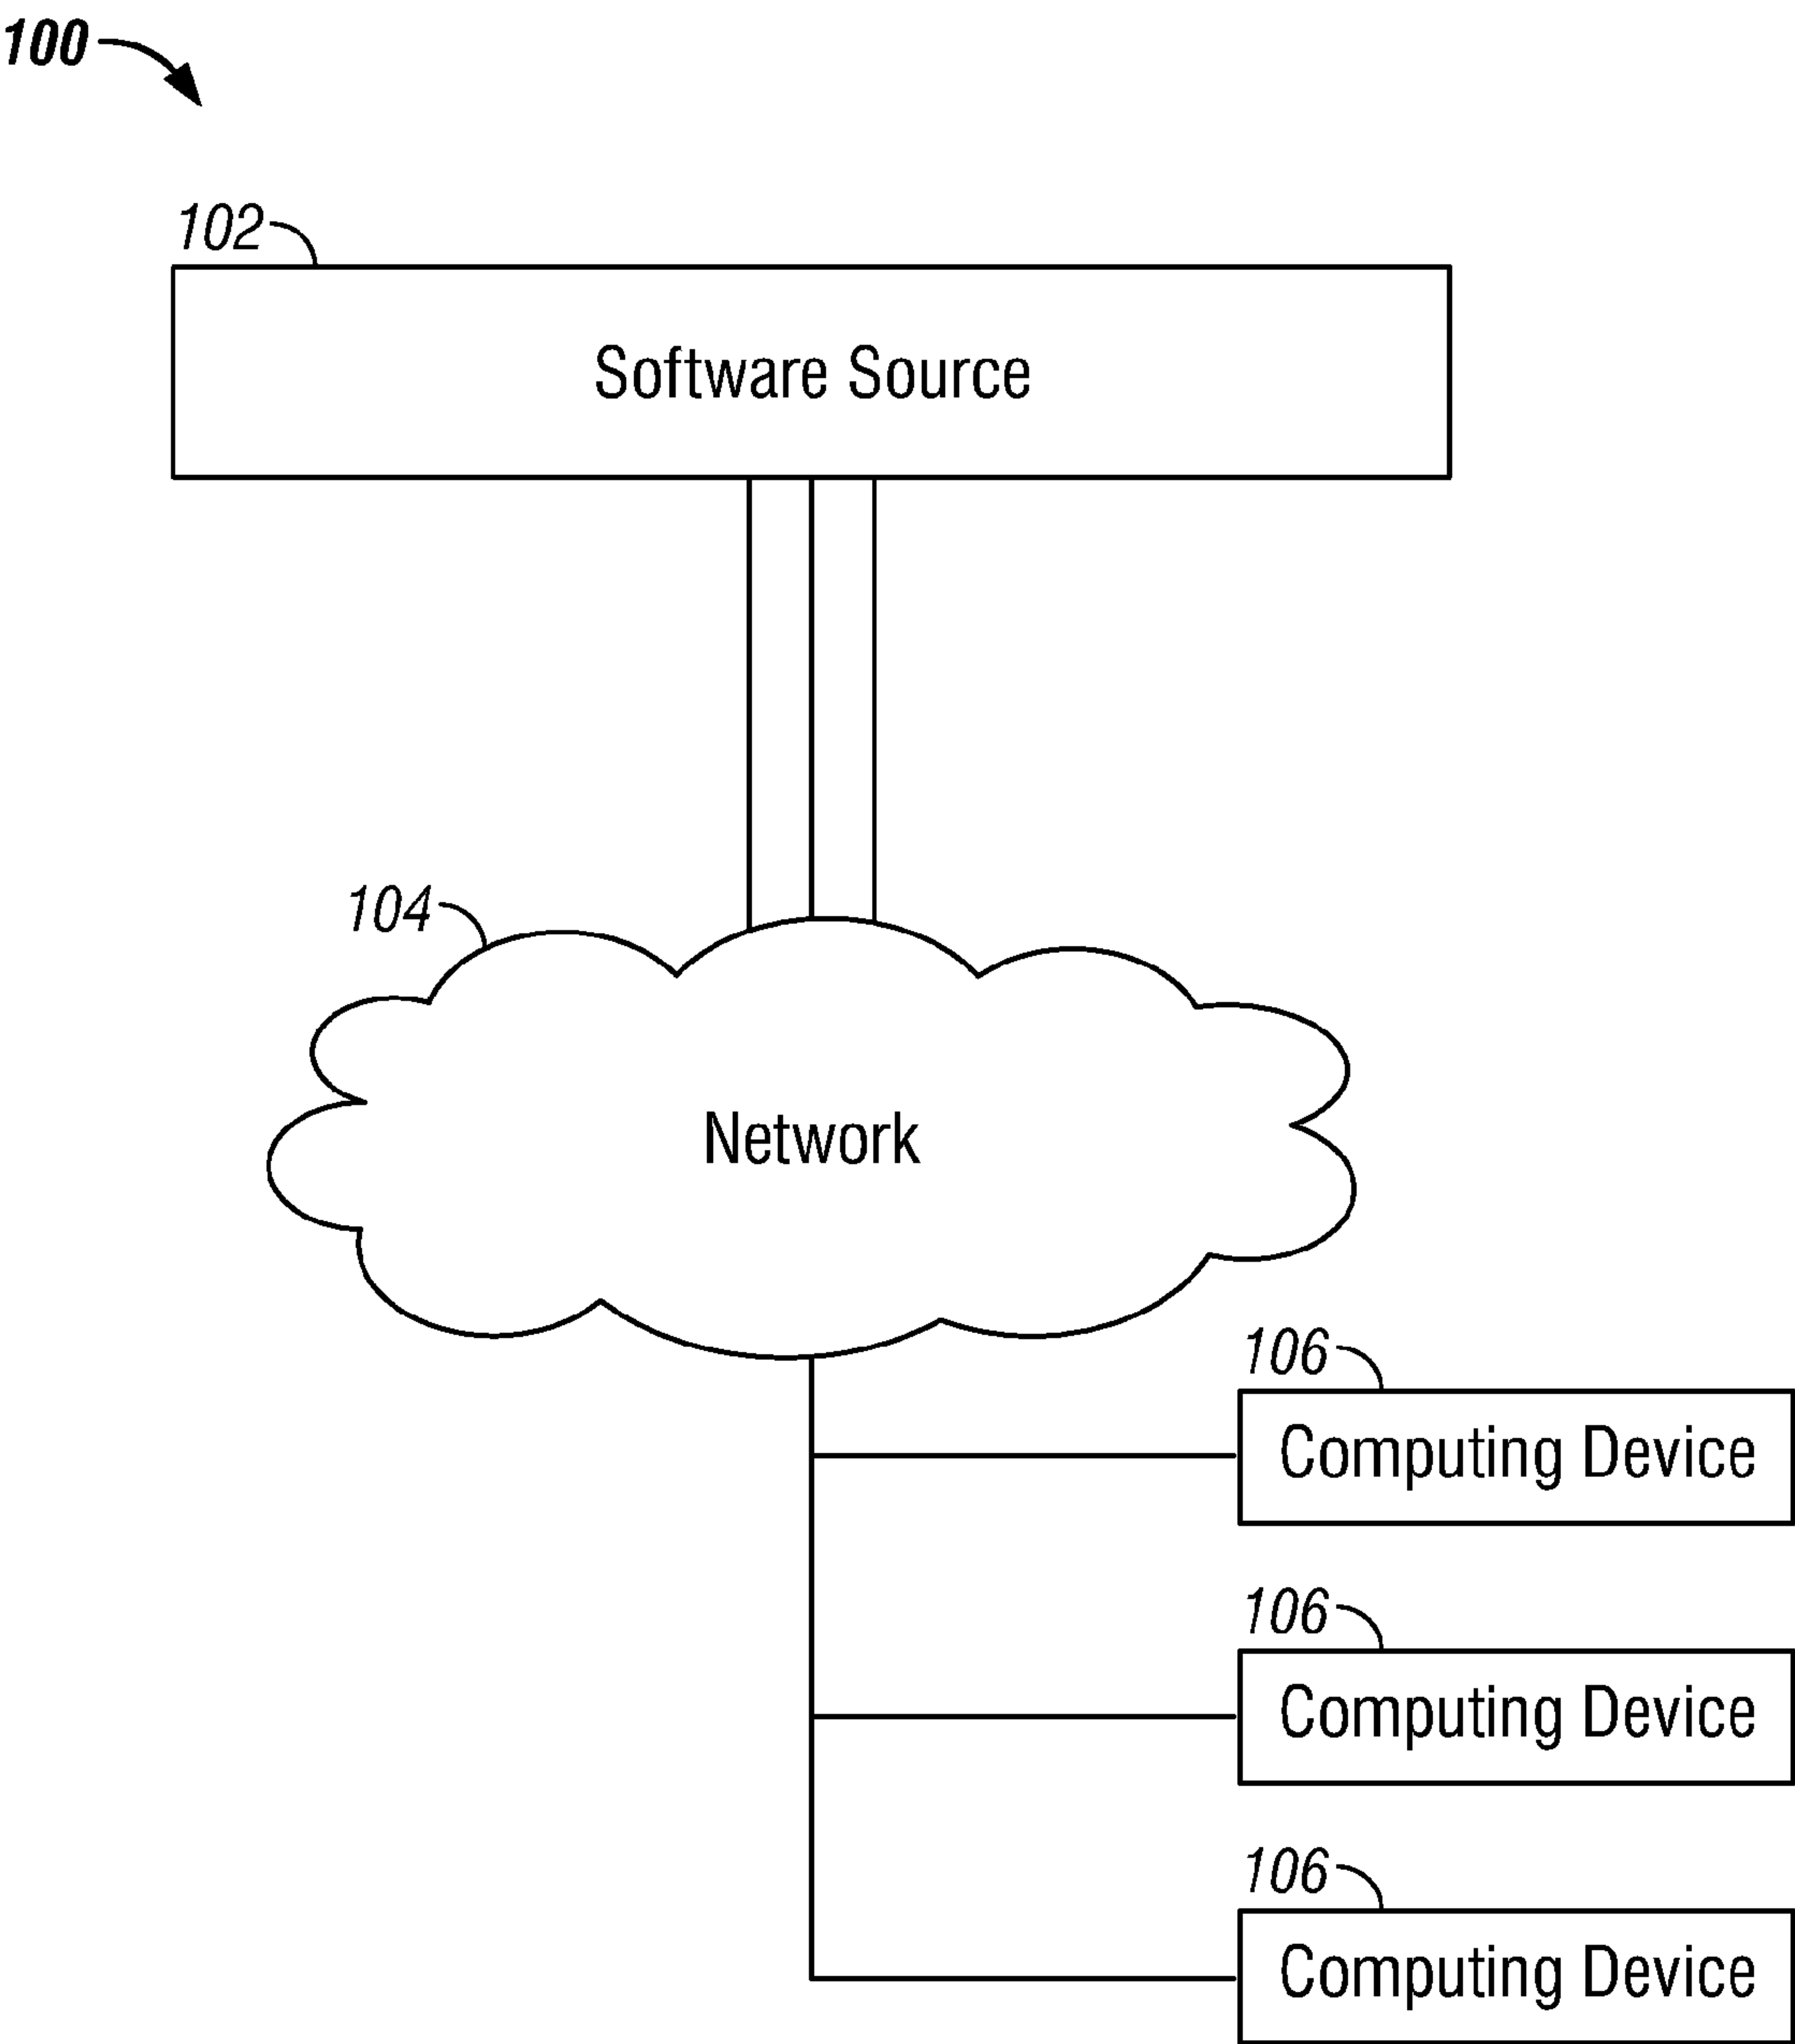 100
102
Software Source
104
Network
106
Computing Device
106
Computing Device
106
Computing Device